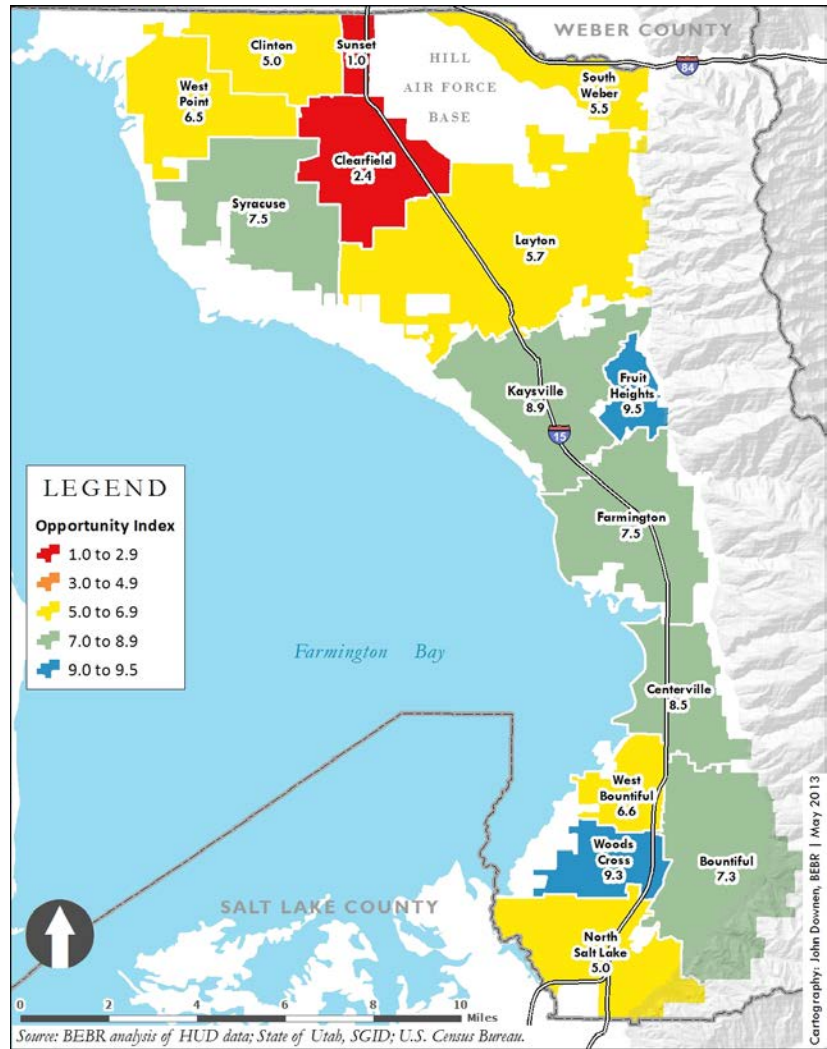 WEBER COUNTY
Clinton
5.0
Sunset
1.0
HILL
AIR FORCE
BASE
84
South
Weber
5.5
West
Point
6.5
Clearfield
2.4
Syracuse
7.5
Layton
5.7
Kaysville
8.9
Fruit
Heights
9.5
15
Farmington
7.5
LEGEND
Opportunity Index
1.0 to 2.9
3.0 to 4.9
5.0 to 6.9
7.0 to 8.9
9.0 to 9.5
Farmington Bay
Centerville
8.5
West
Bountiful
6.6
Woods
Cross
9.3
Bountiful
7.3
SALT LAKE COUNTY
North
Salt Lake
5.0
0 2 4 6 8 10
Miles
Source: BEBR analysis of HUD data; State of Utah, SGID; U.S. Census Bureau.
Cartography: John Downen, BEBR | May 2013